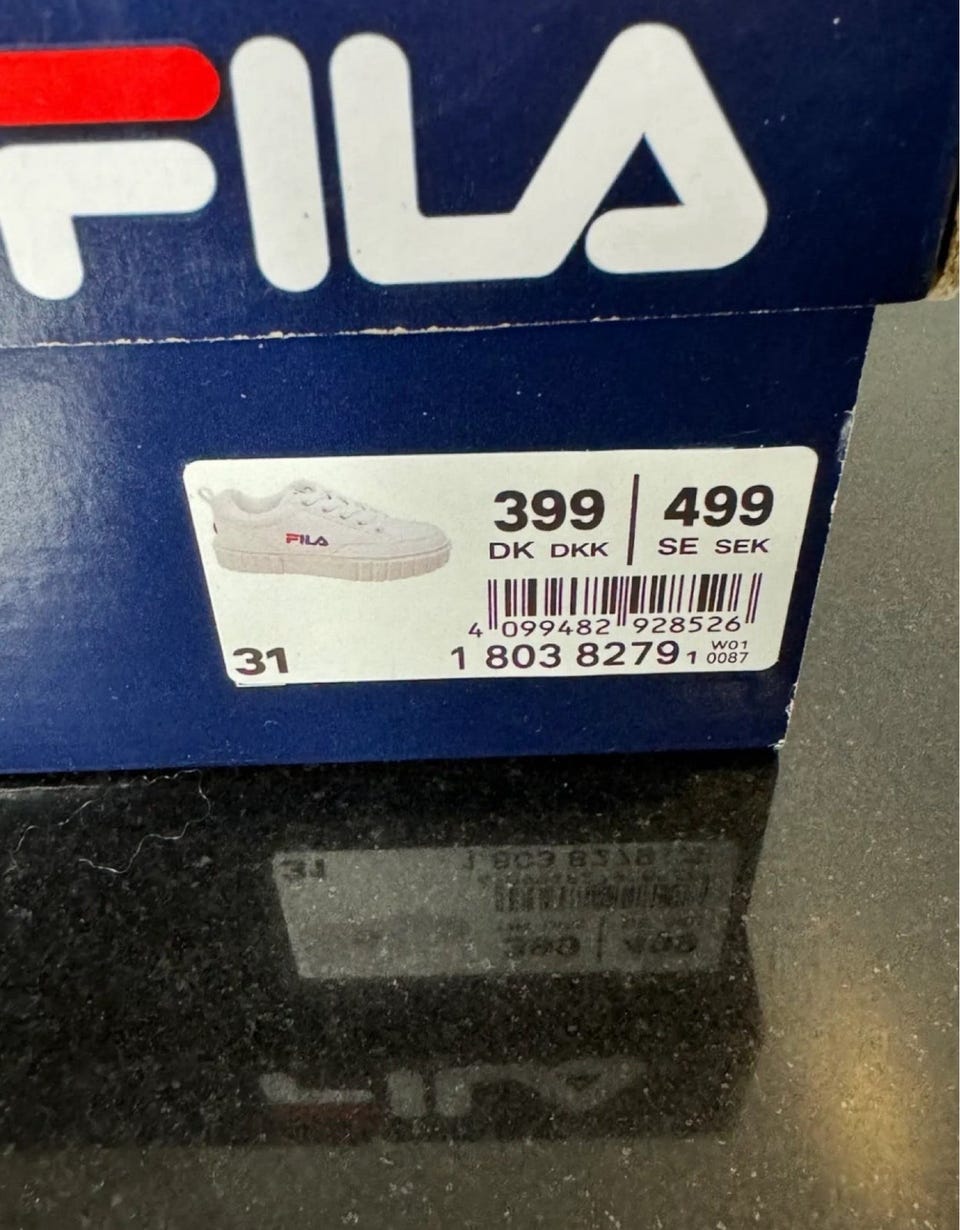 FILA
FILA
399 | 499
DK DKK SE SEK
4 099482 928526
31
1 803 8279 1 W01 0087